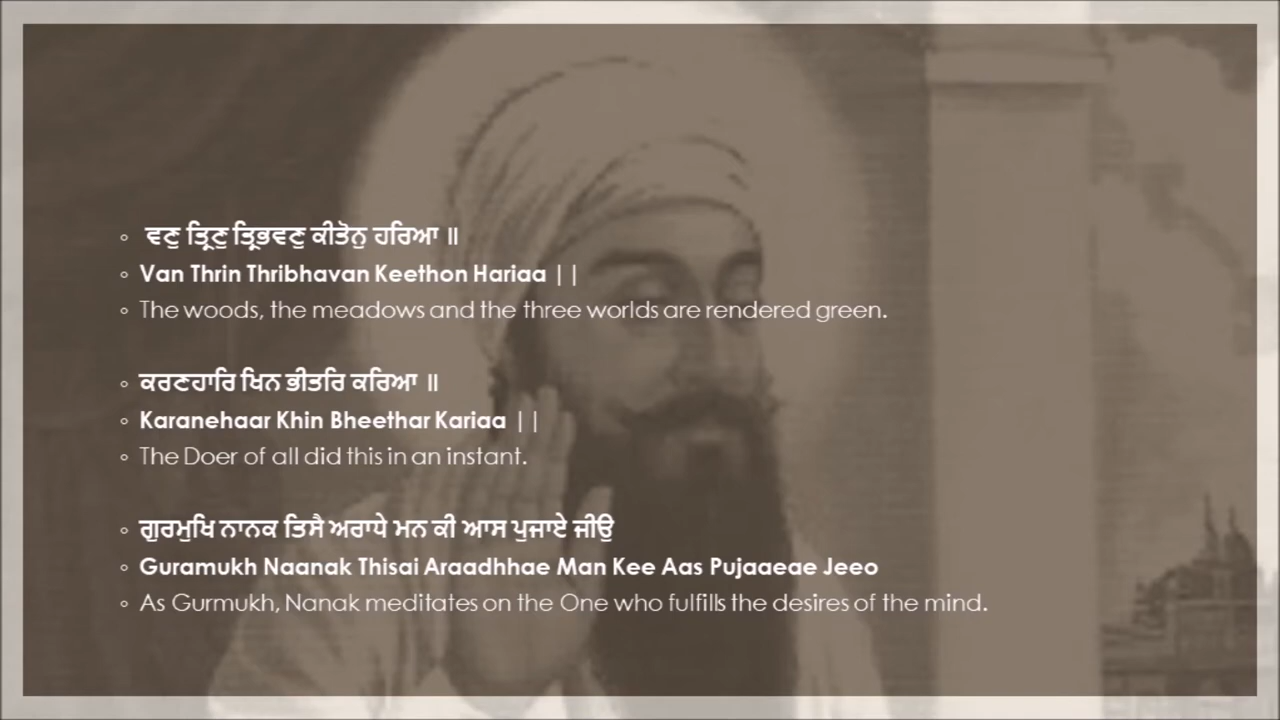 ਵਣੁ ਤ੍ਰਿਣੁ ਤ੍ਰਿਭਵਣੁ ਕੀਤੋਨੁ ਹਰਿਆ ॥
Van Thrin Thribhavan Keethon Hariaa ||
The woods, the meadows and the three worlds are rendered green.
ਕਰਣਹਾਰਿ ਖਿਨ ਭੀਤਰਿ ਕਰਿਆ ॥
Karanehaar Khin Bheethar Kariaa ||
The Doer of all did this in an instant.
ਗੁਰਮੁਖਿ ਨਾਨਕ ਤਿਸੈ ਅਰਾਧੇ ਮਨ ਕੀ ਆਸ ਪੁਜਾਏ ਜੀਉ
Guramukh Naanak Thisai Araadhhae Man Kee Aas Pujaaeae Jeeo
As Gurmukh, Nanak meditates on the One who fulfills the desires of the mind.